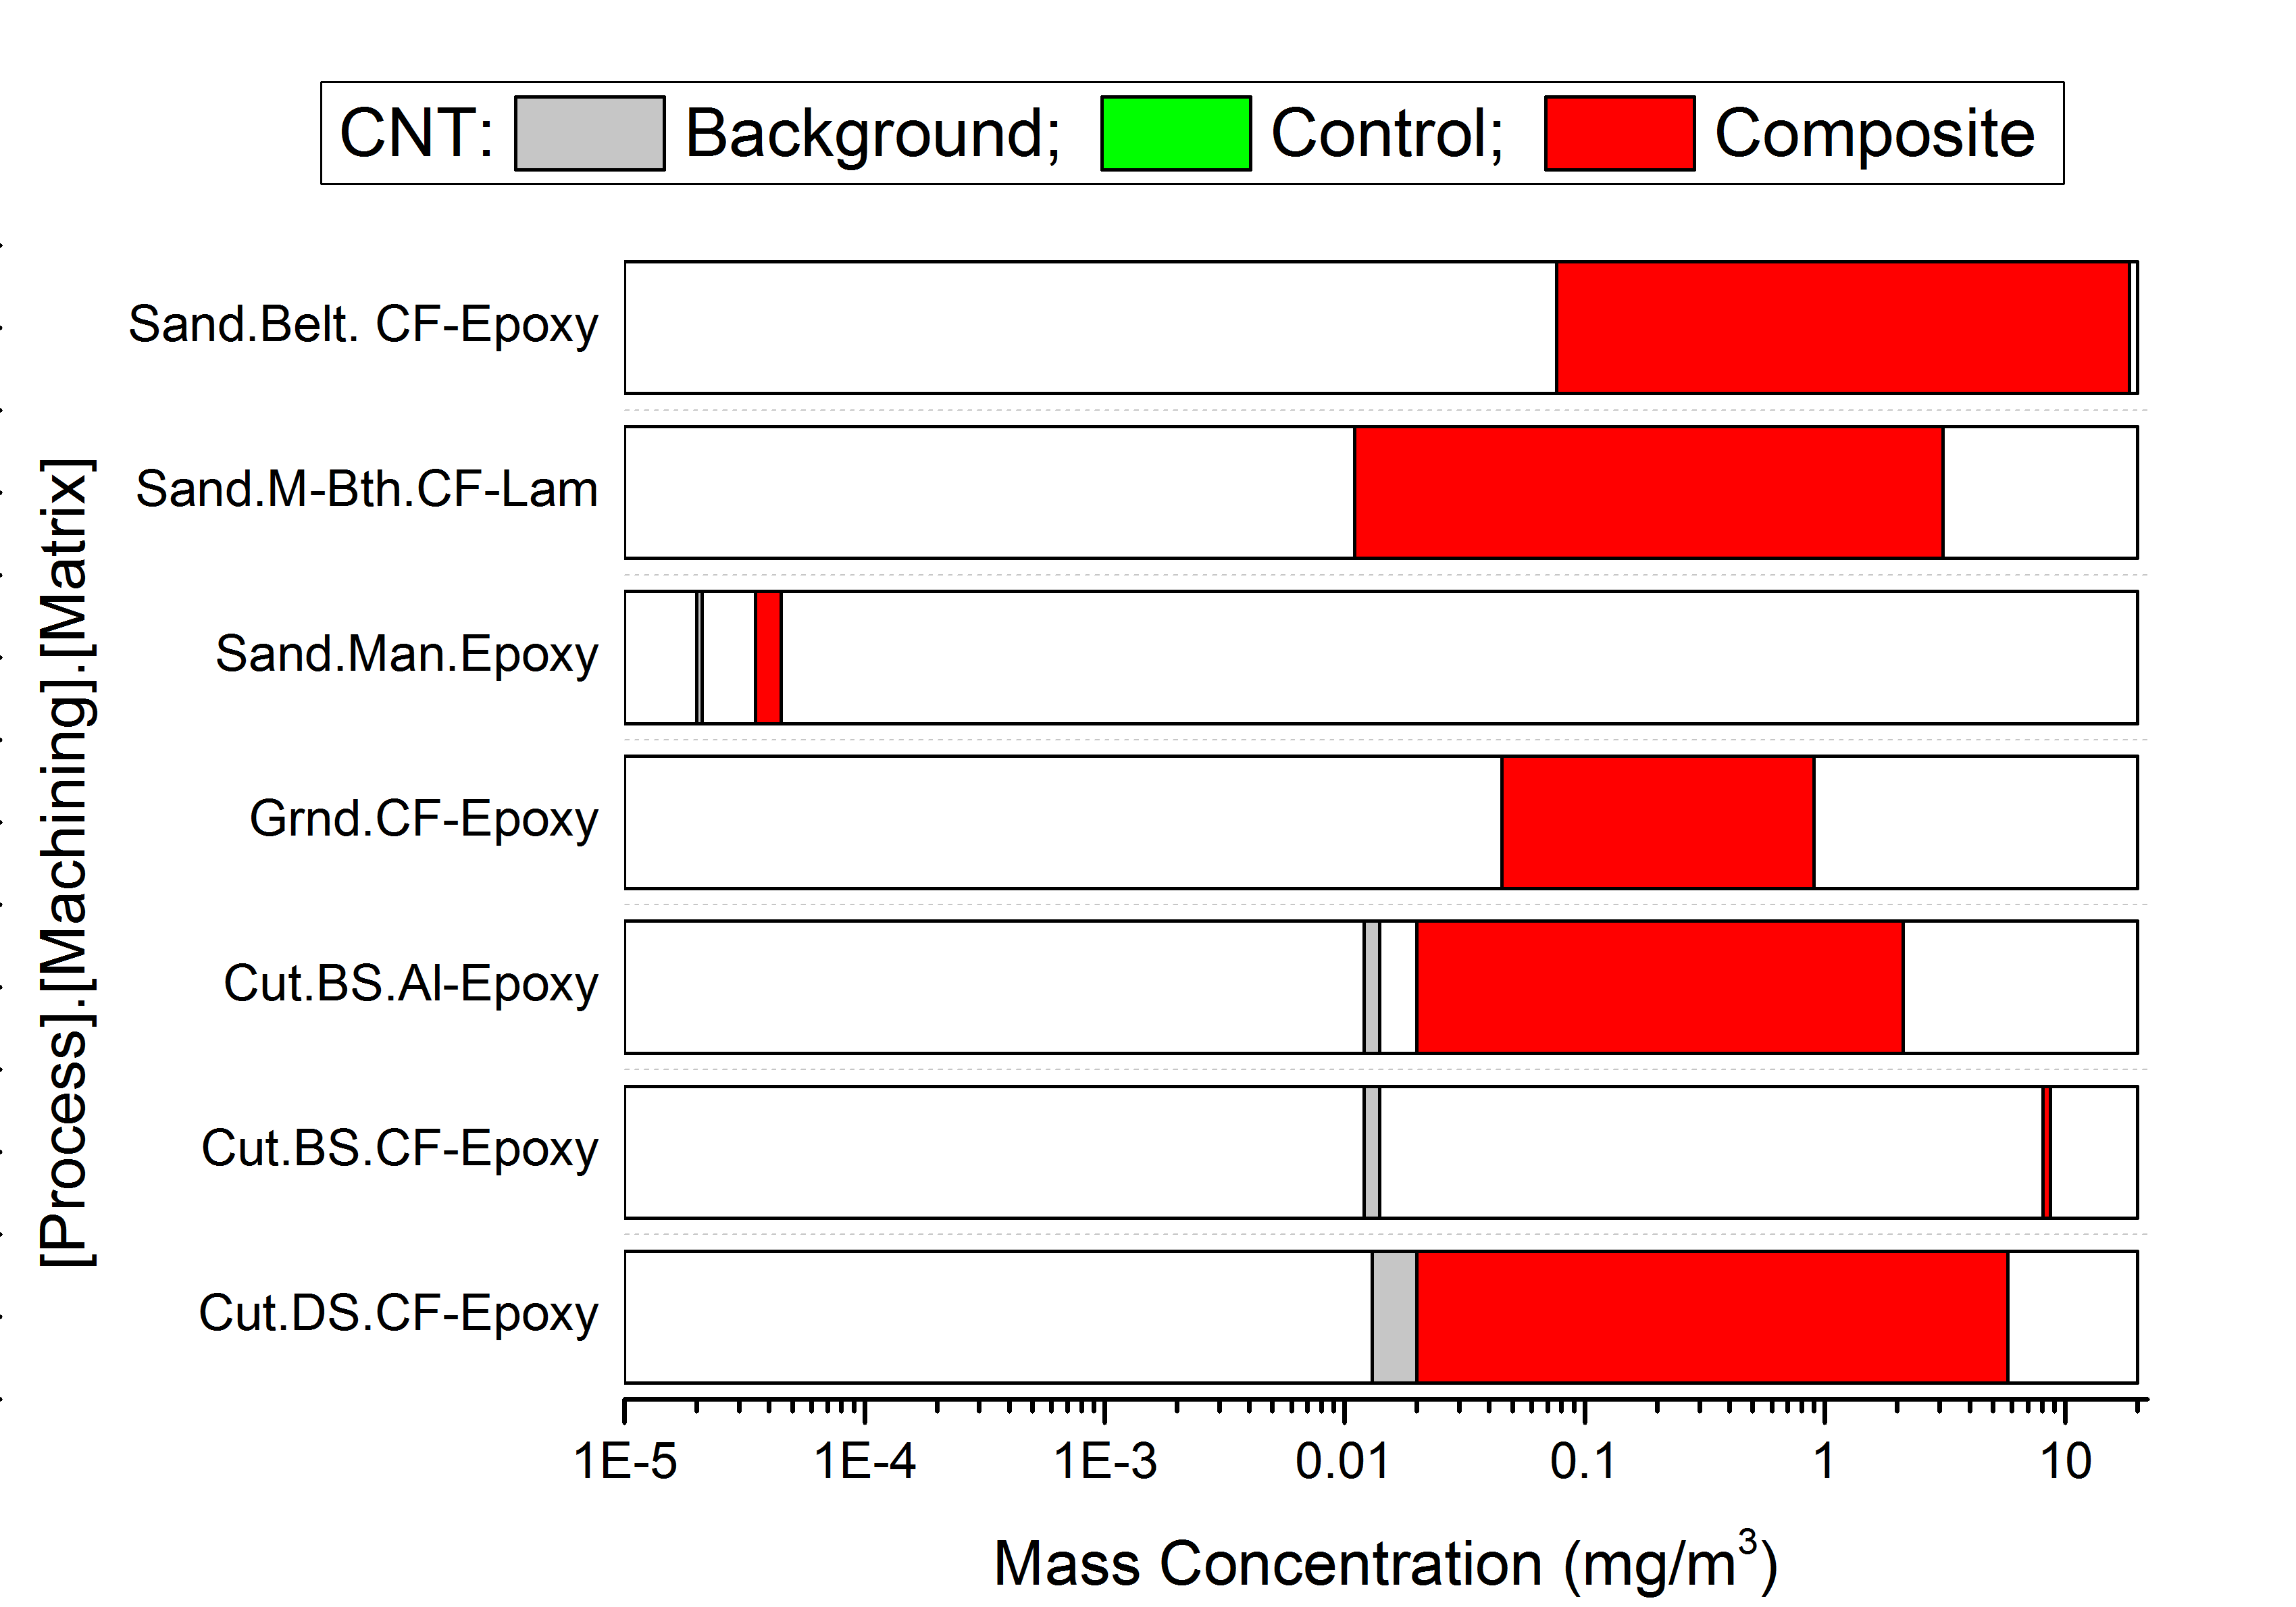 CNT: Background; Control; Composite
Sand.Belt. CF-Epoxy
Sand.M-Bth.CF-Lam
Sand.Man.Epoxy
Grnd.CF-Epoxy
Cut.BS.Al-Epoxy
Cut.BS.CF-Epoxy
Cut.DS.CF-Epoxy
[Process].[Machining].[Matrix]
1E-5 1E-4 1E-3 0.01 0.1 1 10
Mass Concentration (mg/m³)